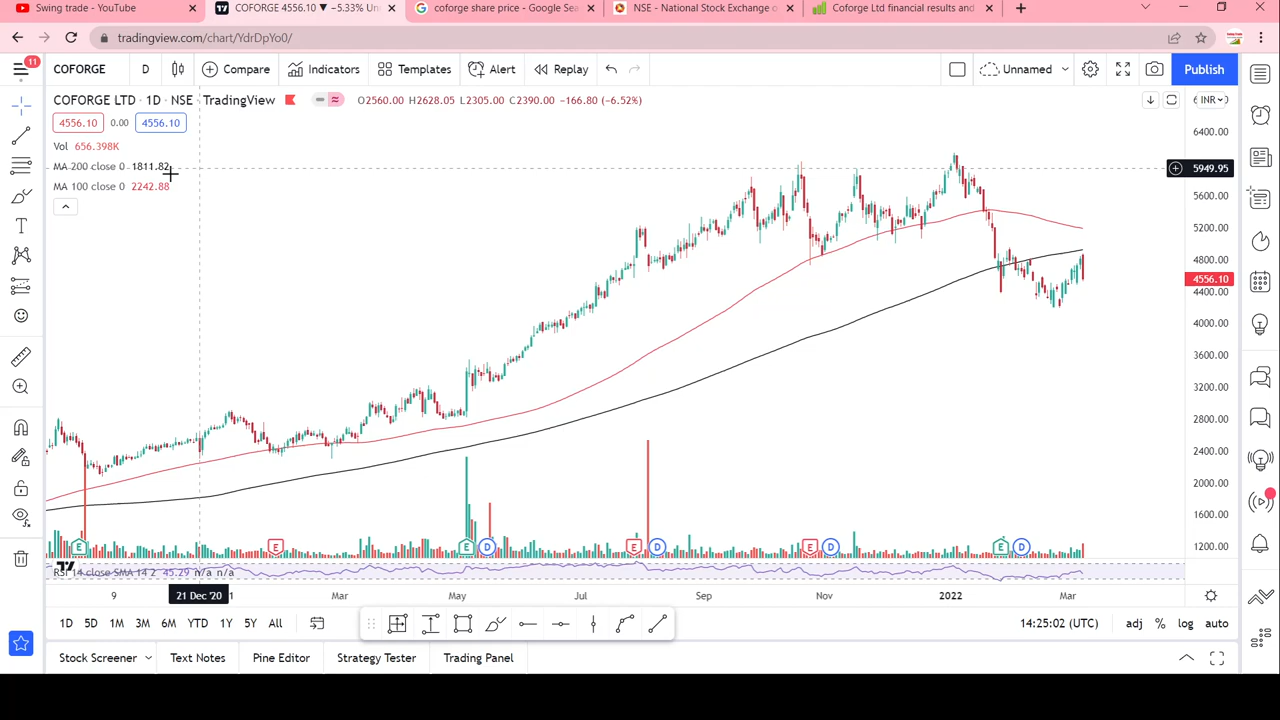 Swing trade - YouTube
COFORGE 4556.10 ▼ −5.33% Un
coforge share price - Google Sea
NSE - National Stock Exchange o
Coforge Ltd financial results and
tradingview.com/chart/YdrDpYo0/
11
COFORGE
D
Compare
Indicators
Templates
Alert
Replay
Unnamed
Publish
COFORGE LTD · 1D · NSE TradingView
O2560.00 H2628.05 L2305.00 C2390.00 −166.80 (−6.52%)
INR
4556.10
0.00
4556.10
Vol 656.398K
MA 200 close 0 1811.82
MA 100 close 0 2242.88
6400.00
5949.95
5600.00
5200.00
4800.00
4556.10
4400.00
4000.00
3600.00
3200.00
2800.00
2400.00
2000.00
1600.00
1200.00
E
E
E
D
E
D
E
D
E
D
RSI 14 close SMA 14 2 45.29 n/a n/a
9
21 Dec '20
1
Mar
May
Jul
Sep
Nov
2022
Mar
1D
5D
1M
3M
6M
YTD
1Y
5Y
All
14:25:02 (UTC)
adj
%
log
auto
Stock Screener
Text Notes
Pine Editor
Strategy Tester
Trading Panel